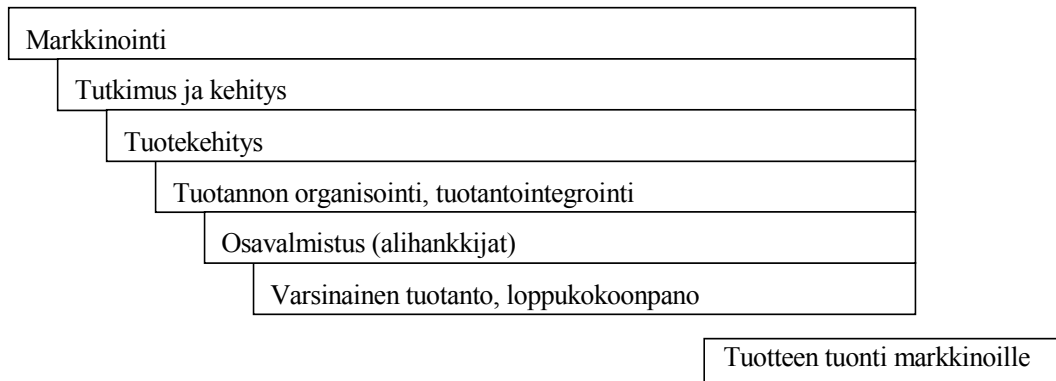 Markkinointi
Tutkimus ja kehitys
Tuotekehitys
Tuotannon organisointi, tuotantointegrointi
Osavalmistus (alihankkijat)
Varsinainen tuotanto, loppukokoonpano
Tuotteen tuonti markkinoille